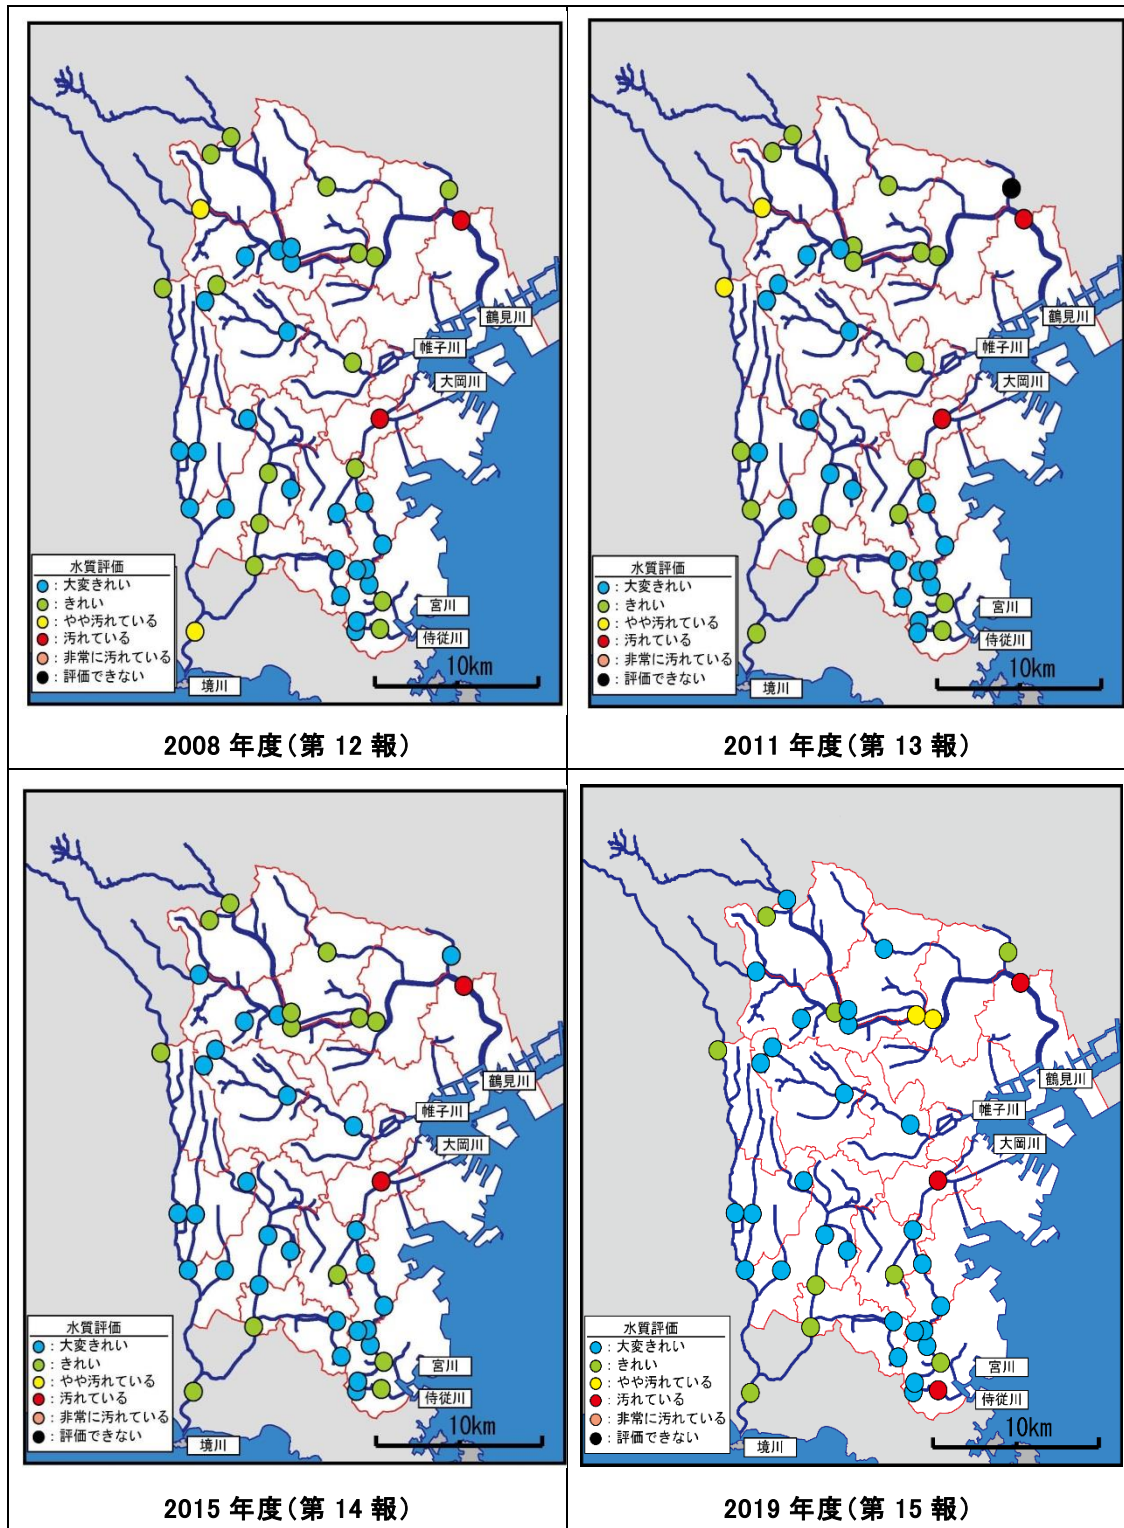 鶴見川
帷子川
大岡川
水質評価
：大変きれい
：きれい
：やや汚れている
：汚れている
：非常に汚れている
：評価できない
宮川
侍従川
10km
境川
2008 年度（第 12 報）
鶴見川
帷子川
大岡川
水質評価
：大変きれい
：きれい
：やや汚れている
：汚れている
：非常に汚れている
：評価できない
宮川
侍従川
10km
境川
2011 年度（第 13 報）
鶴見川
帷子川
大岡川
水質評価
：大変きれい
：きれい
：やや汚れている
：汚れている
：非常に汚れている
：評価できない
宮川
侍従川
10km
境川
2015 年度（第 14 報）
鶴見川
帷子川
大岡川
水質評価
：大変きれい
：きれい
：やや汚れている
：汚れている
：非常に汚れている
：評価できない
宮川
侍従川
10km
境川
2019 年度（第 15 報）